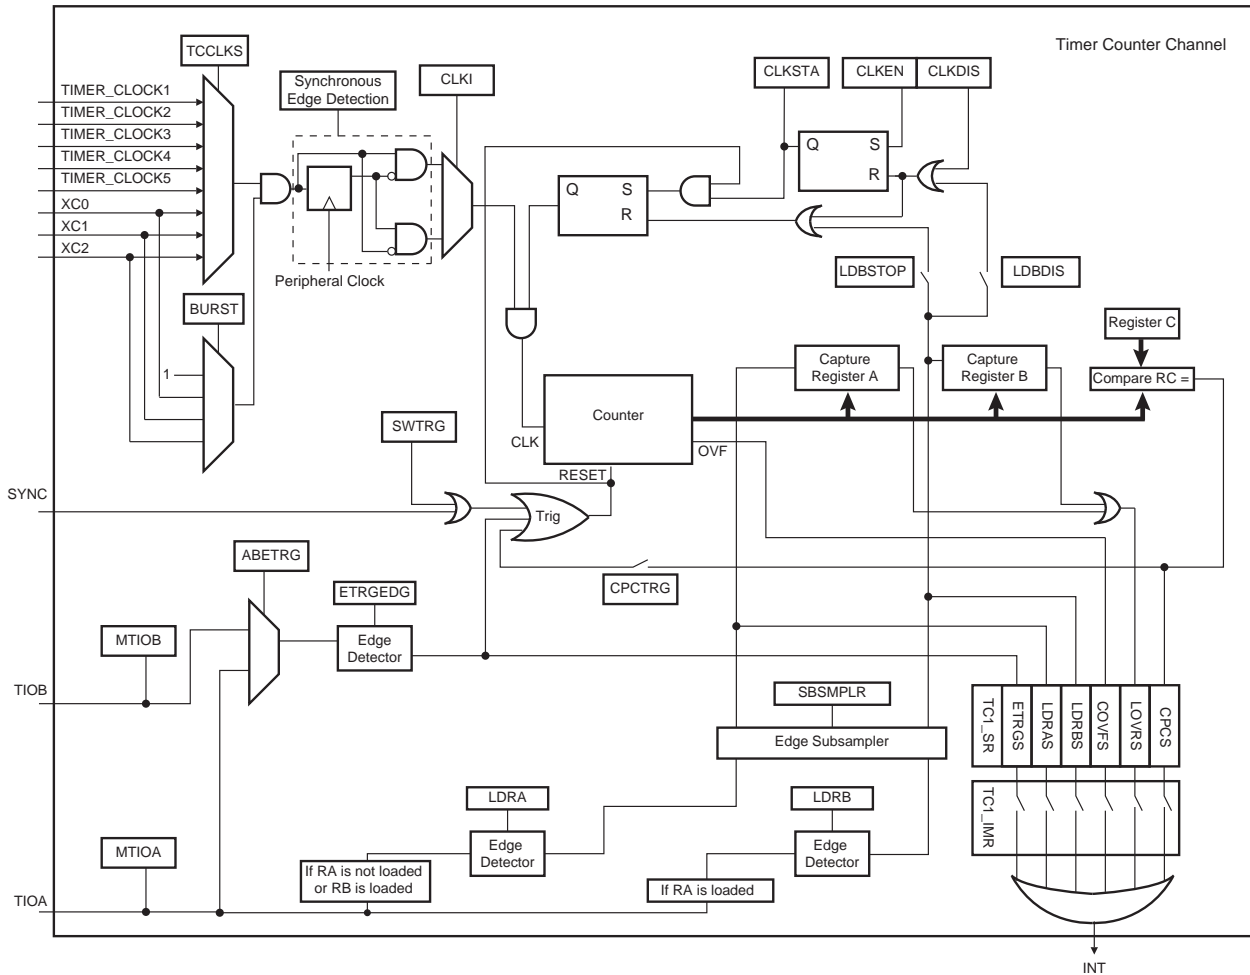 Timer Counter Channel
TCCLKS
TIMER_CLOCK1
TIMER_CLOCK2
TIMER_CLOCK3
TIMER_CLOCK4
TIMER_CLOCK5
XC0
XC1
XC2
Synchronous
Edge Detection
CLKI
Peripheral Clock
CLKSTA
CLKEN
CLKDIS
Q
S
R
Q
S
R
LDBSTOP
LDBDIS
BURST
1
Register C
Capture
Register A
Capture
Register B
Compare RC =
Counter
CLK
OVF
RESET
SWTRG
SYNC
Trig
CPCTRG
ABETRG
ETRGEDG
Edge
Detector
MTIOB
TIOB
SBSMPLR
Edge Subsampler
LDRA
Edge
Detector
LDRB
Edge
Detector
MTIOA
If RA is not loaded
or RB is loaded
If RA is loaded
TIOA
TC1_SR
ETRGS
LDRAS
LDRBS
COVFS
LOVRS
CPCS
TC1_IMR
INT